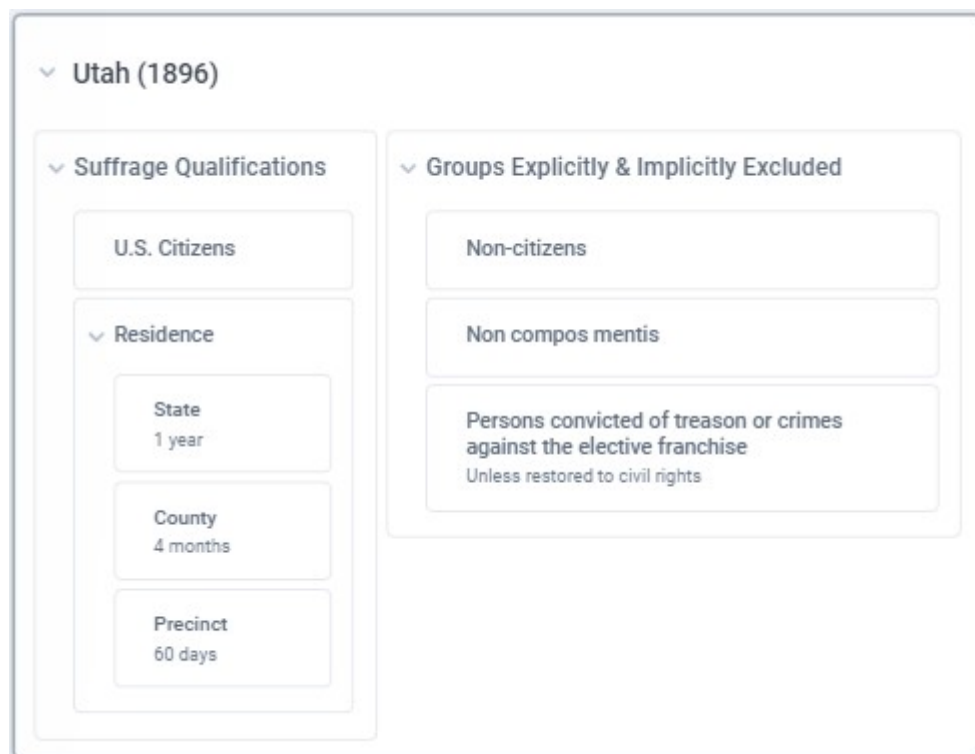 Utah (1896)
Suffrage Qualifications
U.S. Citizens
Residence
State
1 year
County
4 months
Precinct
60 days
Groups Explicitly & Implicitly Excluded
Non-citizens
Non compos mentis
Persons convicted of treason or crimes
against the elective franchise
Unless restored to civil rights